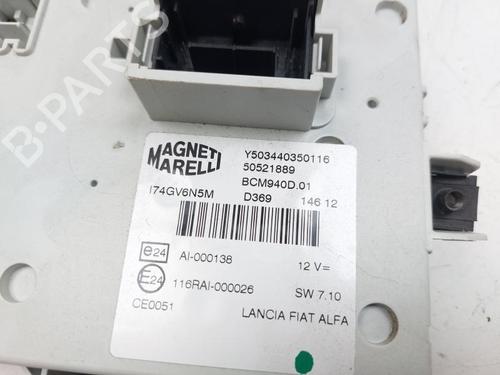 B-PARTS
MAGNETI MARELLI
Y503440350116
50521889
BCM940D.01
I74GV6N5M D369 146 12
e24 AI-000138 12 V=
E24 116RAI-000026 SW 7.10
CE0051 LANCIA FIAT ALFA